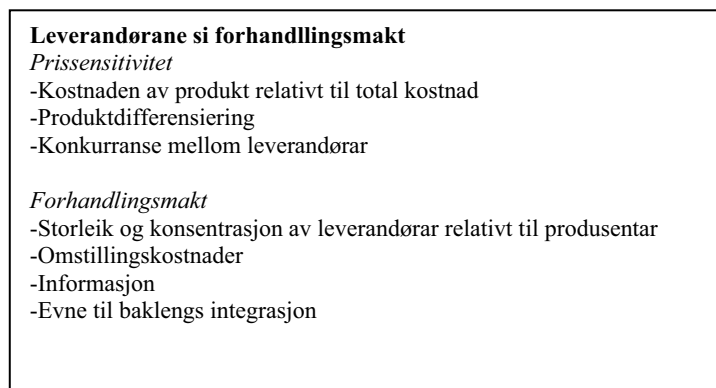 Leverandørane si forhandllingsmakt
Prissensitivitet
-Kostnaden av produkt relativt til total kostnad
-Produktdifferensiering
-Konkurranse mellom leverandørar
Forhandlingsmakt
-Storleik og konsentrasjon av leverandørar relativt til produsentar
-Omstillingskostnader
-Informasjon
-Evne til baklengs integrasjon